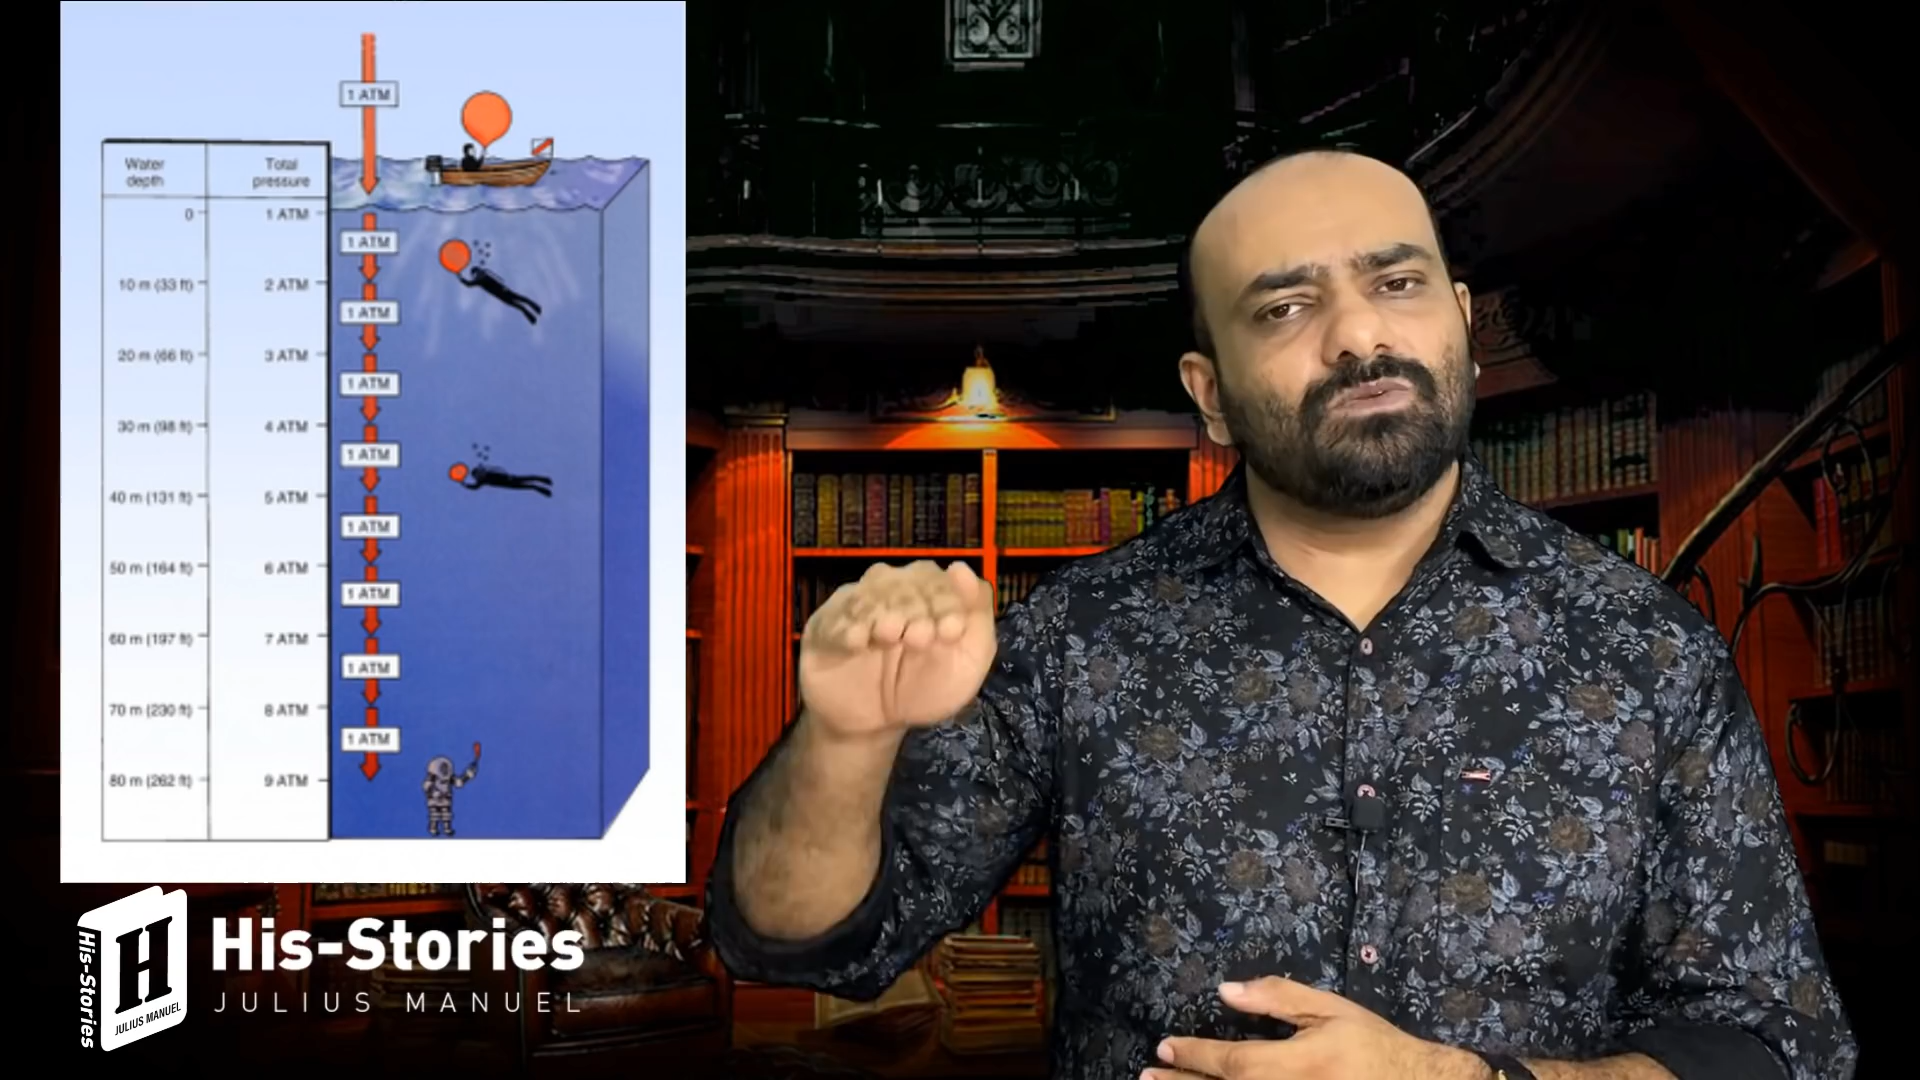 1 ATM
Water depth
Total pressure
0
1 ATM
1 ATM
10 m (33 ft)
2 ATM
1 ATM
20 m (66 ft)
3 ATM
1 ATM
30 m (98 ft)
4 ATM
1 ATM
40 m (131 ft)
5 ATM
1 ATM
50 m (164 ft)
6 ATM
1 ATM
60 m (197 ft)
7 ATM
1 ATM
70 m (230 ft)
8 ATM
1 ATM
80 m (262 ft)
9 ATM
His-Stories
H
JULIUS MANUEL
His-Stories
JULIUS MANUEL